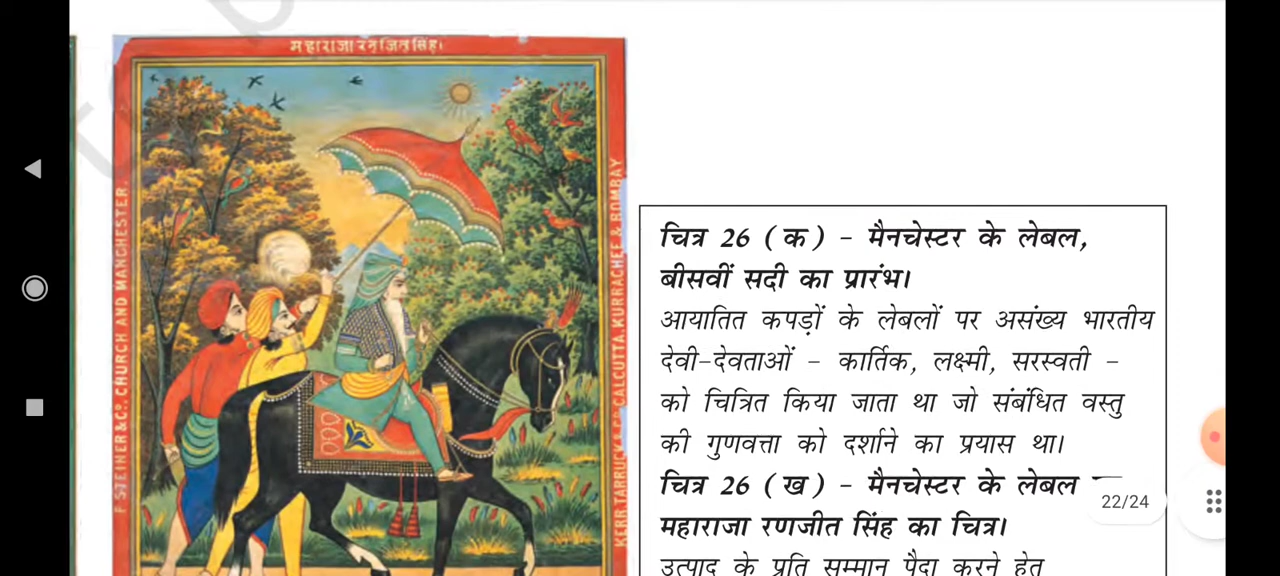 महाराजा रनजितसिंह।
F. STEINER & Co. CHURCH AND MANCHESTER.
KERR. TARRUCK & Co CALCUTTA. KURRACHEE & BOMBAY
चित्र 26 (क) – मैनचेस्टर के लेबल,
बीसवीं सदी का प्रारंभ।
आयातित कपड़ों के लेबलों पर असंख्य भारतीय
देवी-देवताओं – कार्तिक, लक्ष्मी, सरस्वती –
को चित्रित किया जाता था जो संबंधित वस्तु
की गुणवत्ता को दर्शाने का प्रयास था।
चित्र 26 (ख) – मैनचेस्टर के लेबल
22/24
महाराजा रणजीत सिंह का चित्र।
उत्पाद के प्रति सम्मान पैदा करने हेतु